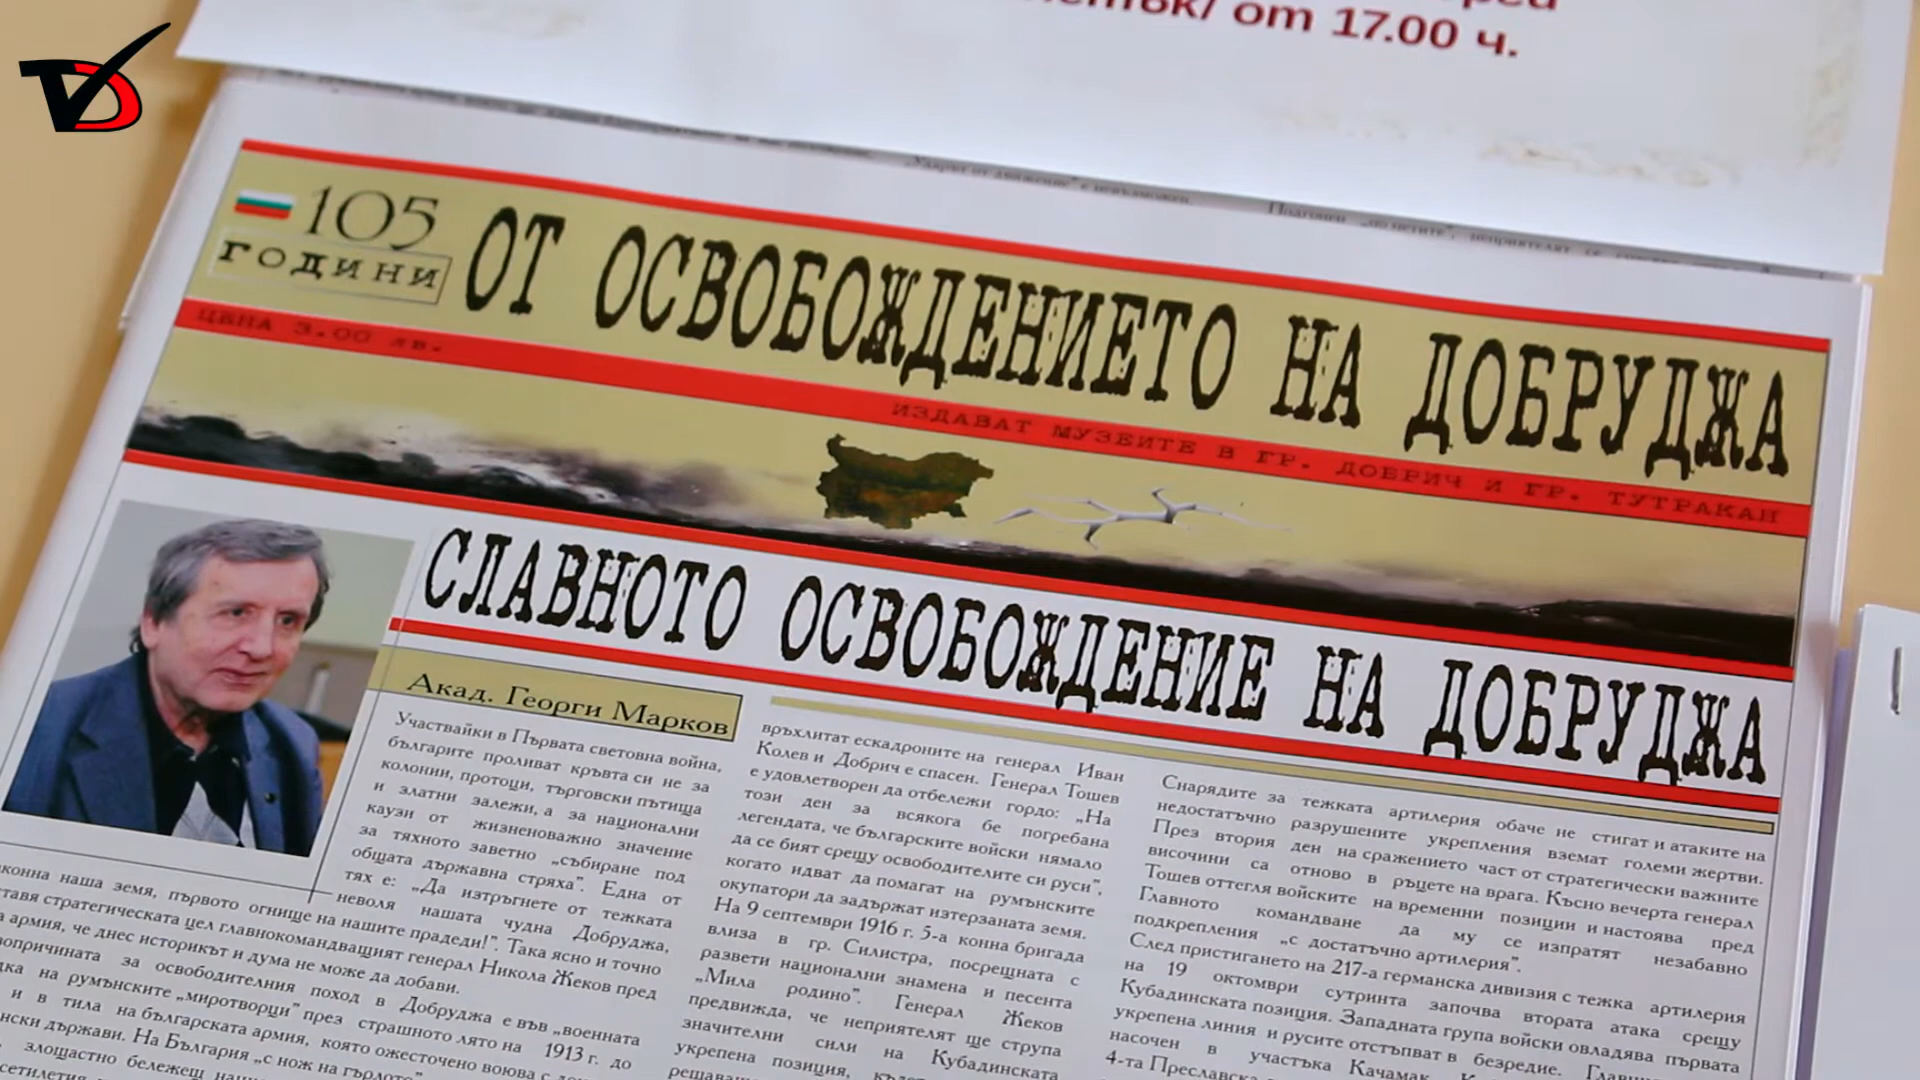 от 17.00 ч.
105
ГОДИНИ
ОТ ОСВОБОЖДЕНИЕТО НА ДОБРУДЖА
ЦЕНА 3.00 лв.
ИЗДАВАТ МУЗЕИТЕ В ГР. ДОБРИЧ И ГР. ТУТРАКАН
СЛАВНОТО ОСВОБОЖДЕНИЕ НА ДОБРУДЖА
Акад. Георги Марков
Участвайки в Първата световна война,
българите проливат кръвта си не за
колонии, протоци, търговски пътища
и златни залежи, а за национални
каузи от жизненоважно значение
за тяхното заветно „събиране под
общата държавна стряха”. Една от
тях е: „Да изтръгнете от тежката
неволя нашата чудна Добруджа,
наша земя, първото огнище на нашите прадеди!”. Така ясно и точно
стратегическата цел главнокомандващият генерал Никола Жеков пред
армия, че днес историкът и дума не може да добави.
за освободителния поход в Добруджа е във „военната
на румънските „миротворци” през страшното лято на 1913 г. до
и в тила на българската армия, която ожесточено воюва с
държави. На България „с нож на гърлото”
злощастно бележец
връхлитат ескадроните на генерал Иван
Колев и Добрич е спасен. Генерал Тошев
е удовлетворен да отбележи гордо: „На
този ден за всякога бе погребана
легендата, че българските войски нямало
да се бият срещу освободителите си руси”,
когато идват да помагат на румънските
окупатори да задържат изтерзаната земя.
На 9 септември 1916 г. 5-а конна бригада
влиза в гр. Силистра, посрещната с
развети национални знамена и песента
„Мила родино”. Генерал Жеков
предвижда, че неприятелят ще струпа
значителни сили на Кубадинската
укрепена позиция,
Снарядите за тежката артилерия обаче не стигат и атаките на
недостатъчно разрушените укрепления вземат големи жертви.
През втория ден на сражението част от стратегически важните
височини са отново в ръцете на врага. Късно вечерта генерал
Тошев оттегля войските на временни позиции и настоява пред
Главното командване да му се изпратят незабавно
подкрепления „с достатъчно артилерия”.
След пристигането на 217-а германска дивизия с тежка артилерия
на 19 октомври сутринта започва втората атака срещу
Кубадинската позиция. Западната група войски овладява първата
укрепена линия и русите отстъпват в безредие.
насочен в участъка Качамак
4-та Преславска